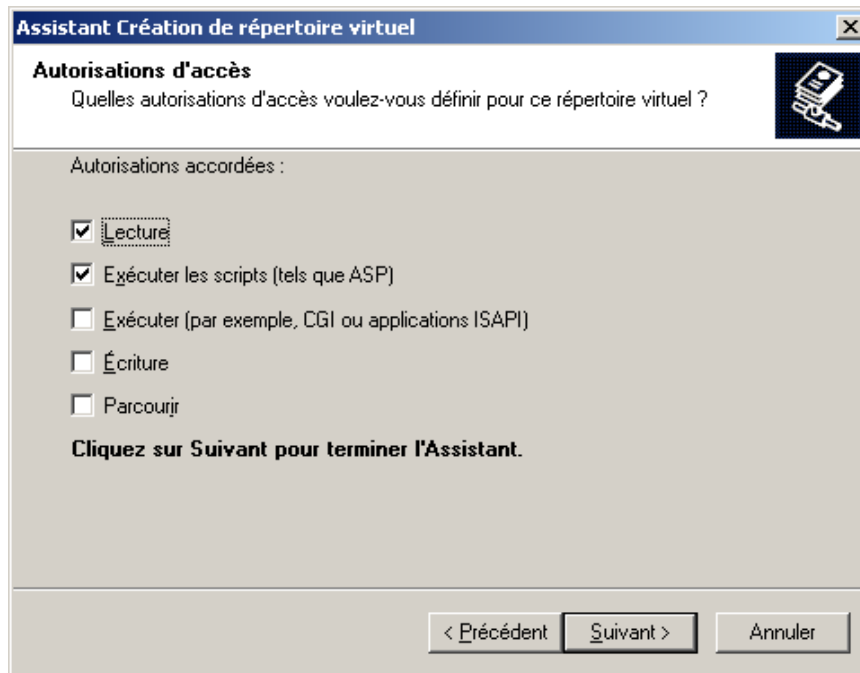 Assistant Création de répertoire virtuel
Autorisations d'accès
Quelles autorisations d'accès voulez-vous définir pour ce répertoire virtuel ?
Autorisations accordées :
Lecture
Exécuter les scripts (tels que ASP)
Exécuter (par exemple, CGI ou applications ISAPI)
Écriture
Parcourir
Cliquez sur Suivant pour terminer l'Assistant.
< Précédent Suivant > Annuler